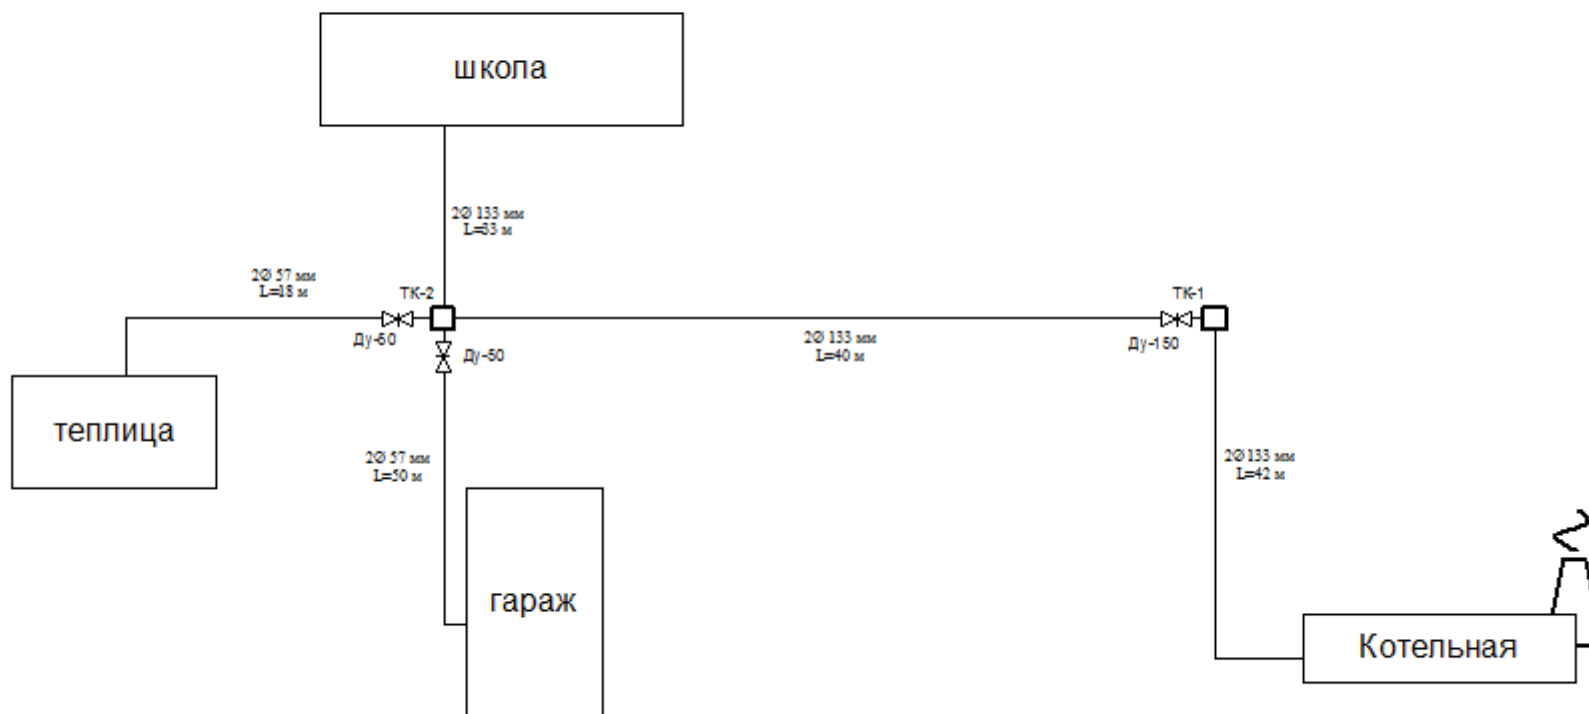 школа
2Ø 133 мм
L=33 м
2Ø 57 мм
L=18 м
ТК-2
ТК-1
Ду-50
Ду-50
2Ø 133 мм
L=40 м
Ду-150
теплица
2Ø 57 мм
L=50 м
2Ø 133 мм
L=42 м
гараж
Котельная